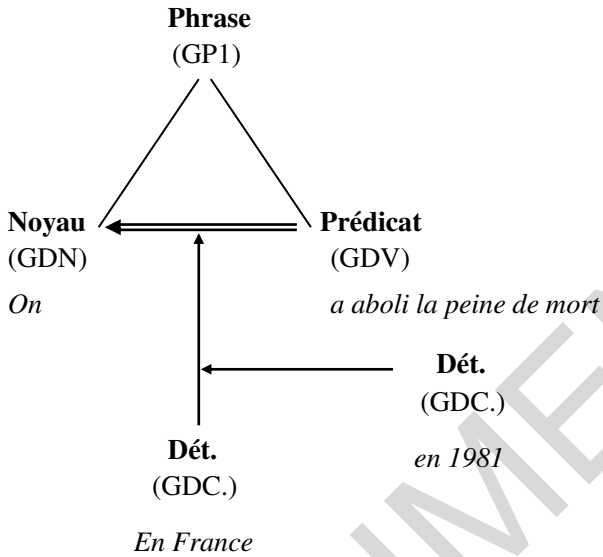 Phrase
(GP1)
Noyau Prédicat
(GDN) (GDV)
On a aboli la peine de mort
Dét.
(GDC.)
en 1981
Dét.
(GDC.)
En France